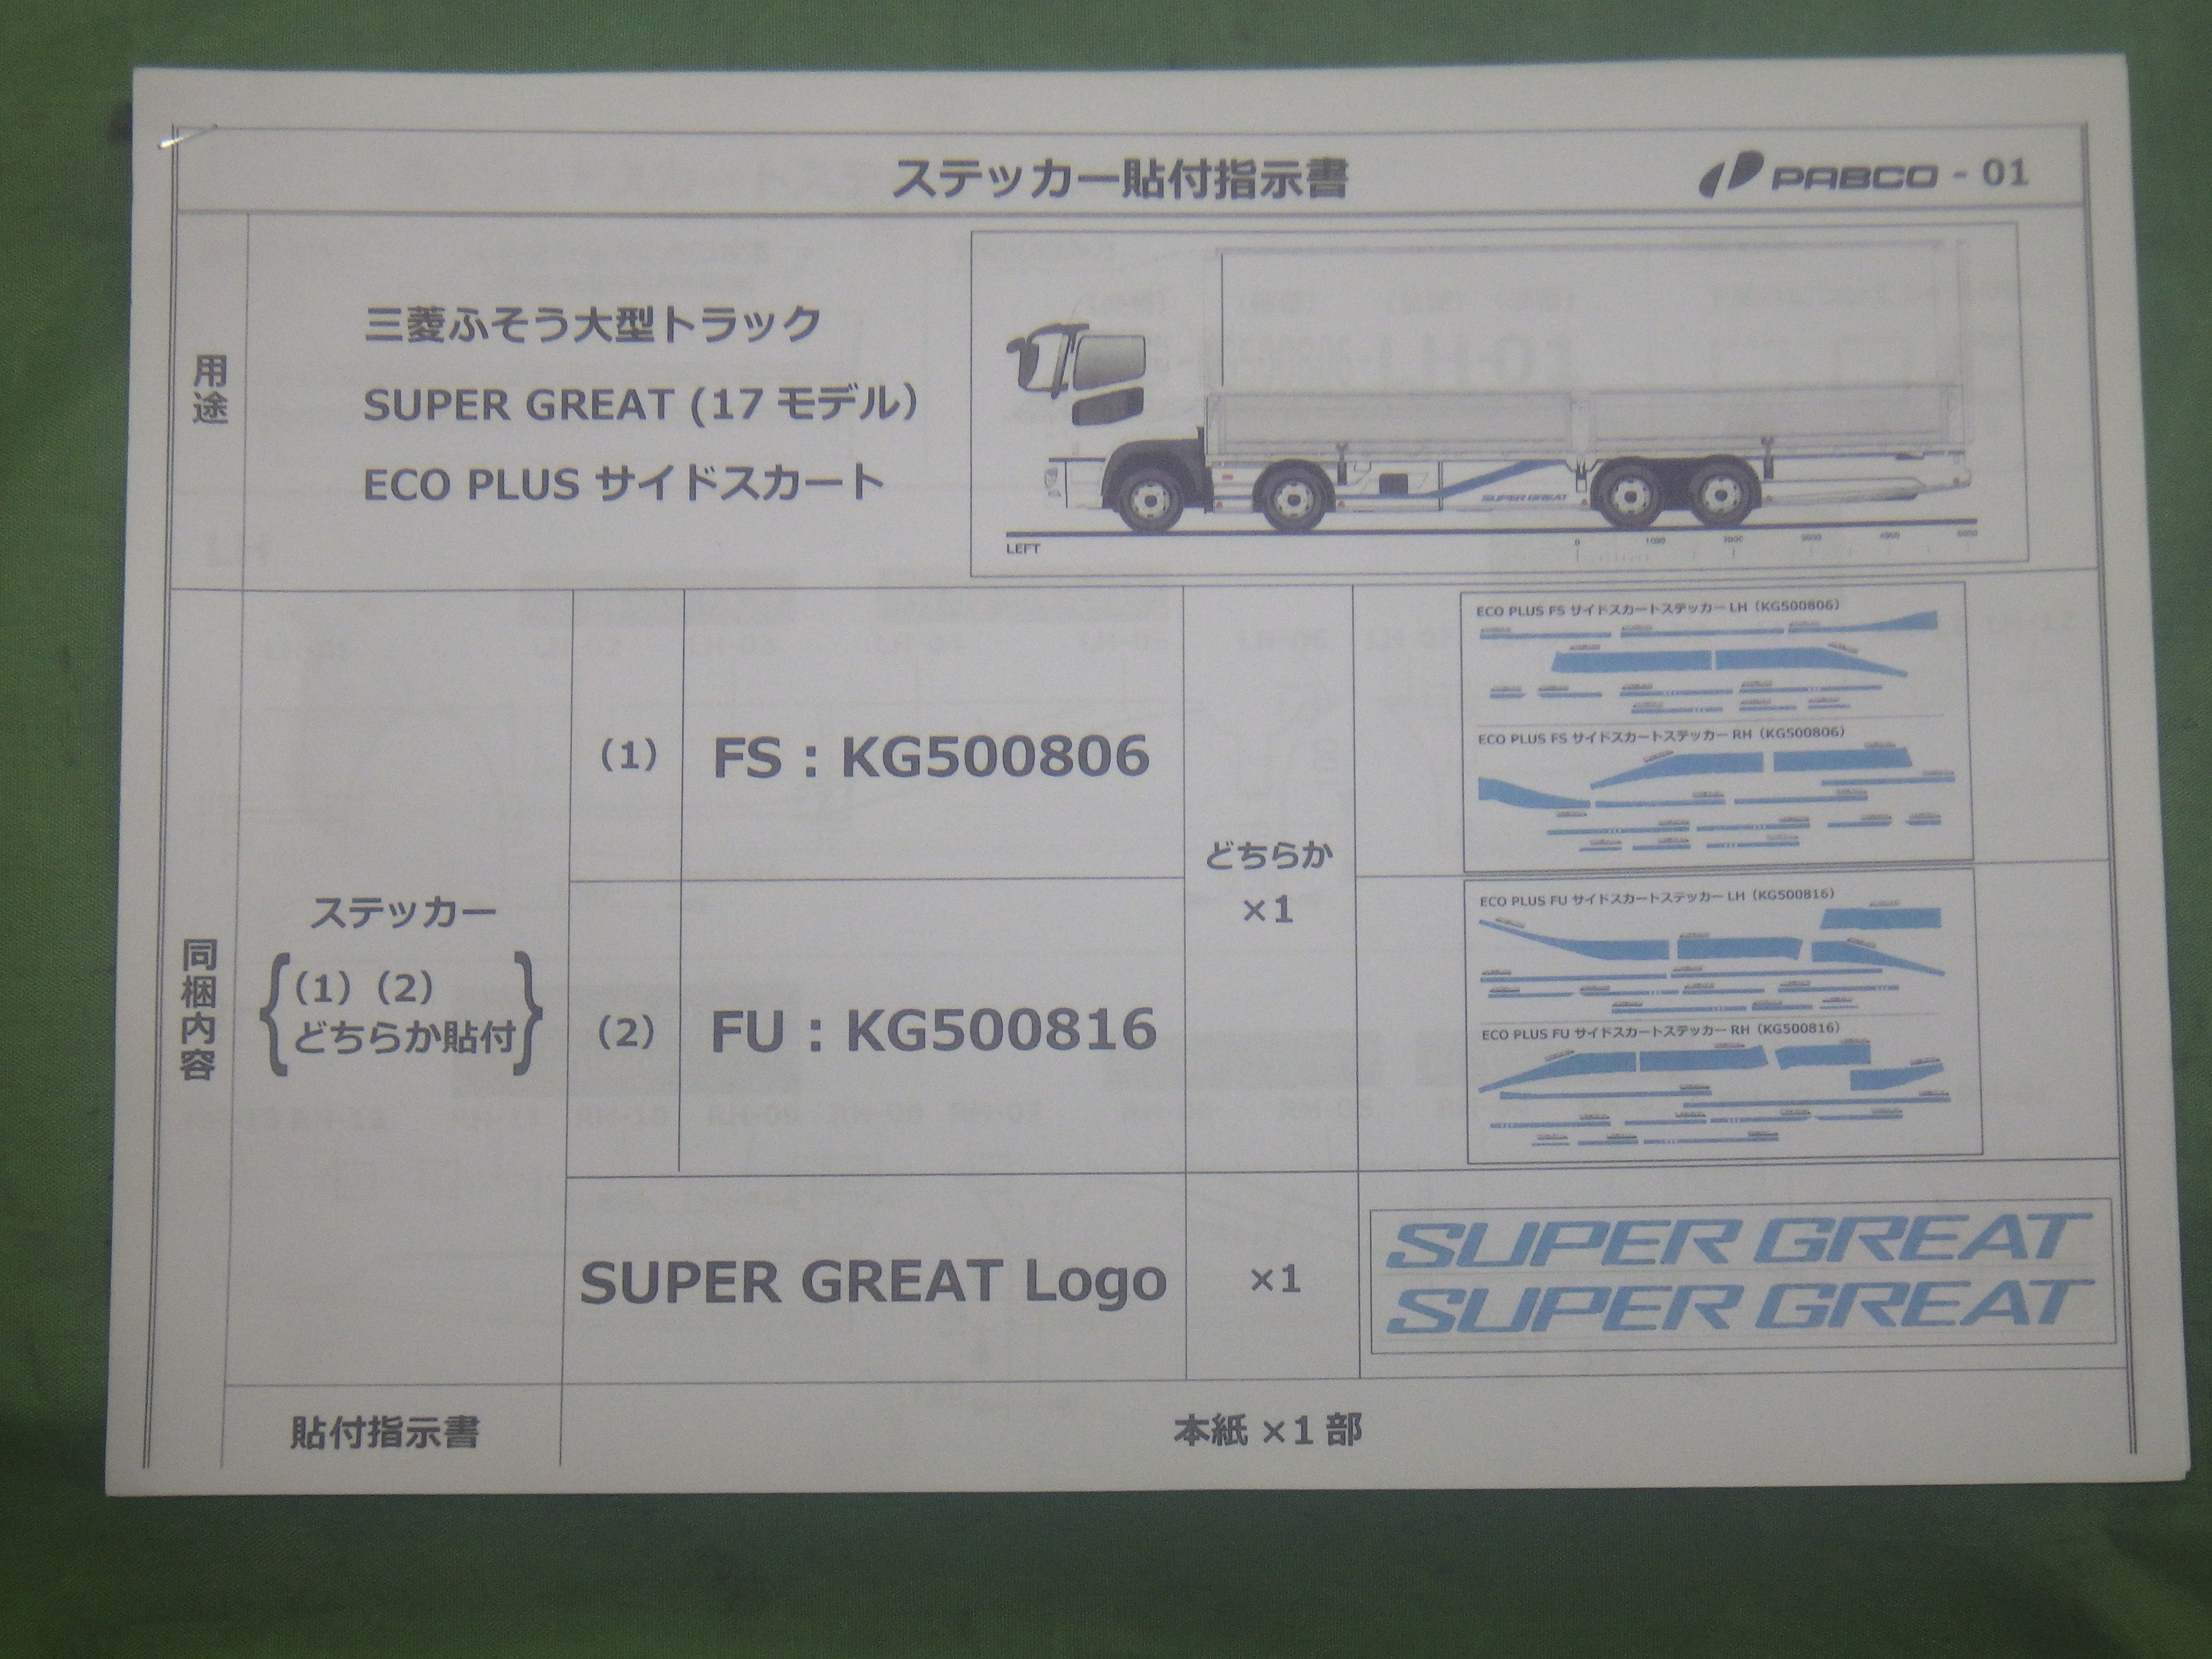 ステッカー貼付指示書
PABCO - 01
用途
三菱ふそう大型トラック
SUPER GREAT (17 モデル)
ECO PLUS サイドスカート
SUPER GREAT
LEFT
0 1000 2000 3000 4000 5000
同梱内容
ステッカー
(1) (2)
どちらか貼付
(1)
FS : KG500806
(2)
FU : KG500816
どちらか
×1
ECO PLUS FS サイドスカートステッカー LH (KG500806)
ECO PLUS FS サイドスカートステッカー RH (KG500806)
ECO PLUS FU サイドスカートステッカー LH (KG500816)
ECO PLUS FU サイドスカートステッカー RH (KG500816)
SUPER GREAT Logo
×1
SUPER GREAT
SUPER GREAT
貼付指示書
本紙 ×1 部